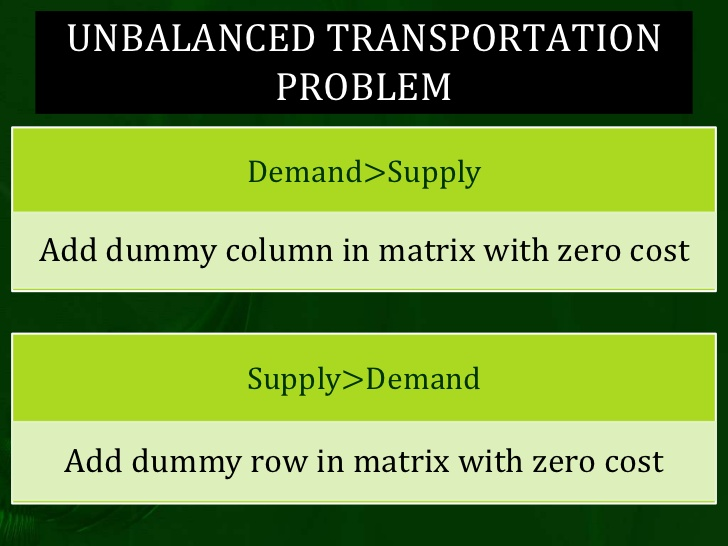 UNBALANCED TRANSPORTATION
PROBLEM
Demand>Supply
Add dummy column in matrix with zero cost
Supply>Demand
Add dummy row in matrix with zero cost